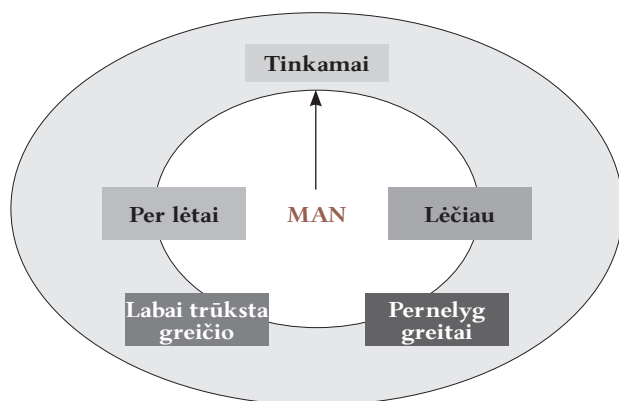 Tinkamai
Per lėtai
MAN
Lėčiau
Labai trūksta
greičio
Pernelyg
greitai